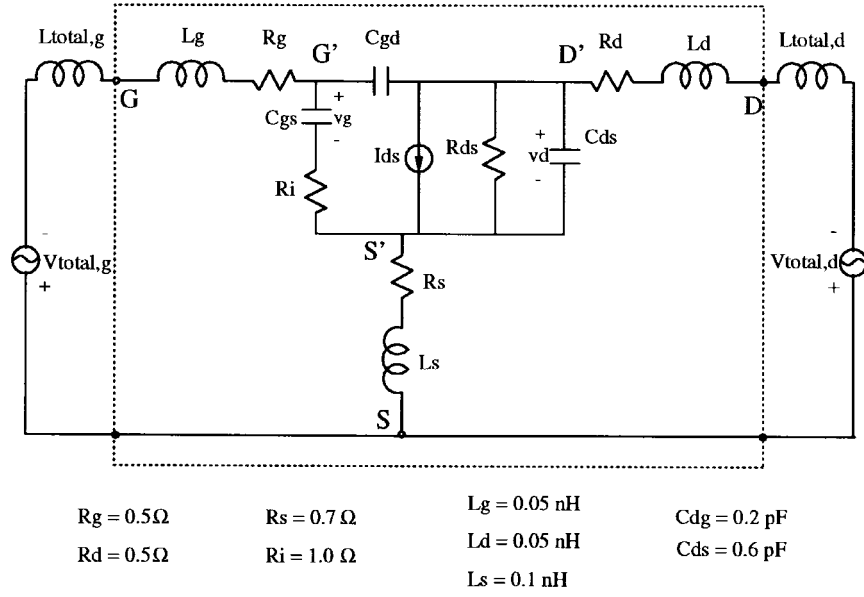 Ltotal,g
Lg
Rg
G’
Cgd
D’
Rd
Ld
Ltotal,d
G
D
Cgs
+
vg
-
Ids
Rds
+
vd
-
Cds
Ri
S’
-
Vtotal,g
+
-
Vtotal,d
+
Rs
Ls
S
Rg = 0.5Ω
Rs = 0.7 Ω
Lg = 0.05 nH
Cdg = 0.2 pF
Rd = 0.5Ω
Ri = 1.0 Ω
Ld = 0.05 nH
Cds = 0.6 pF
Ls = 0.1 nH